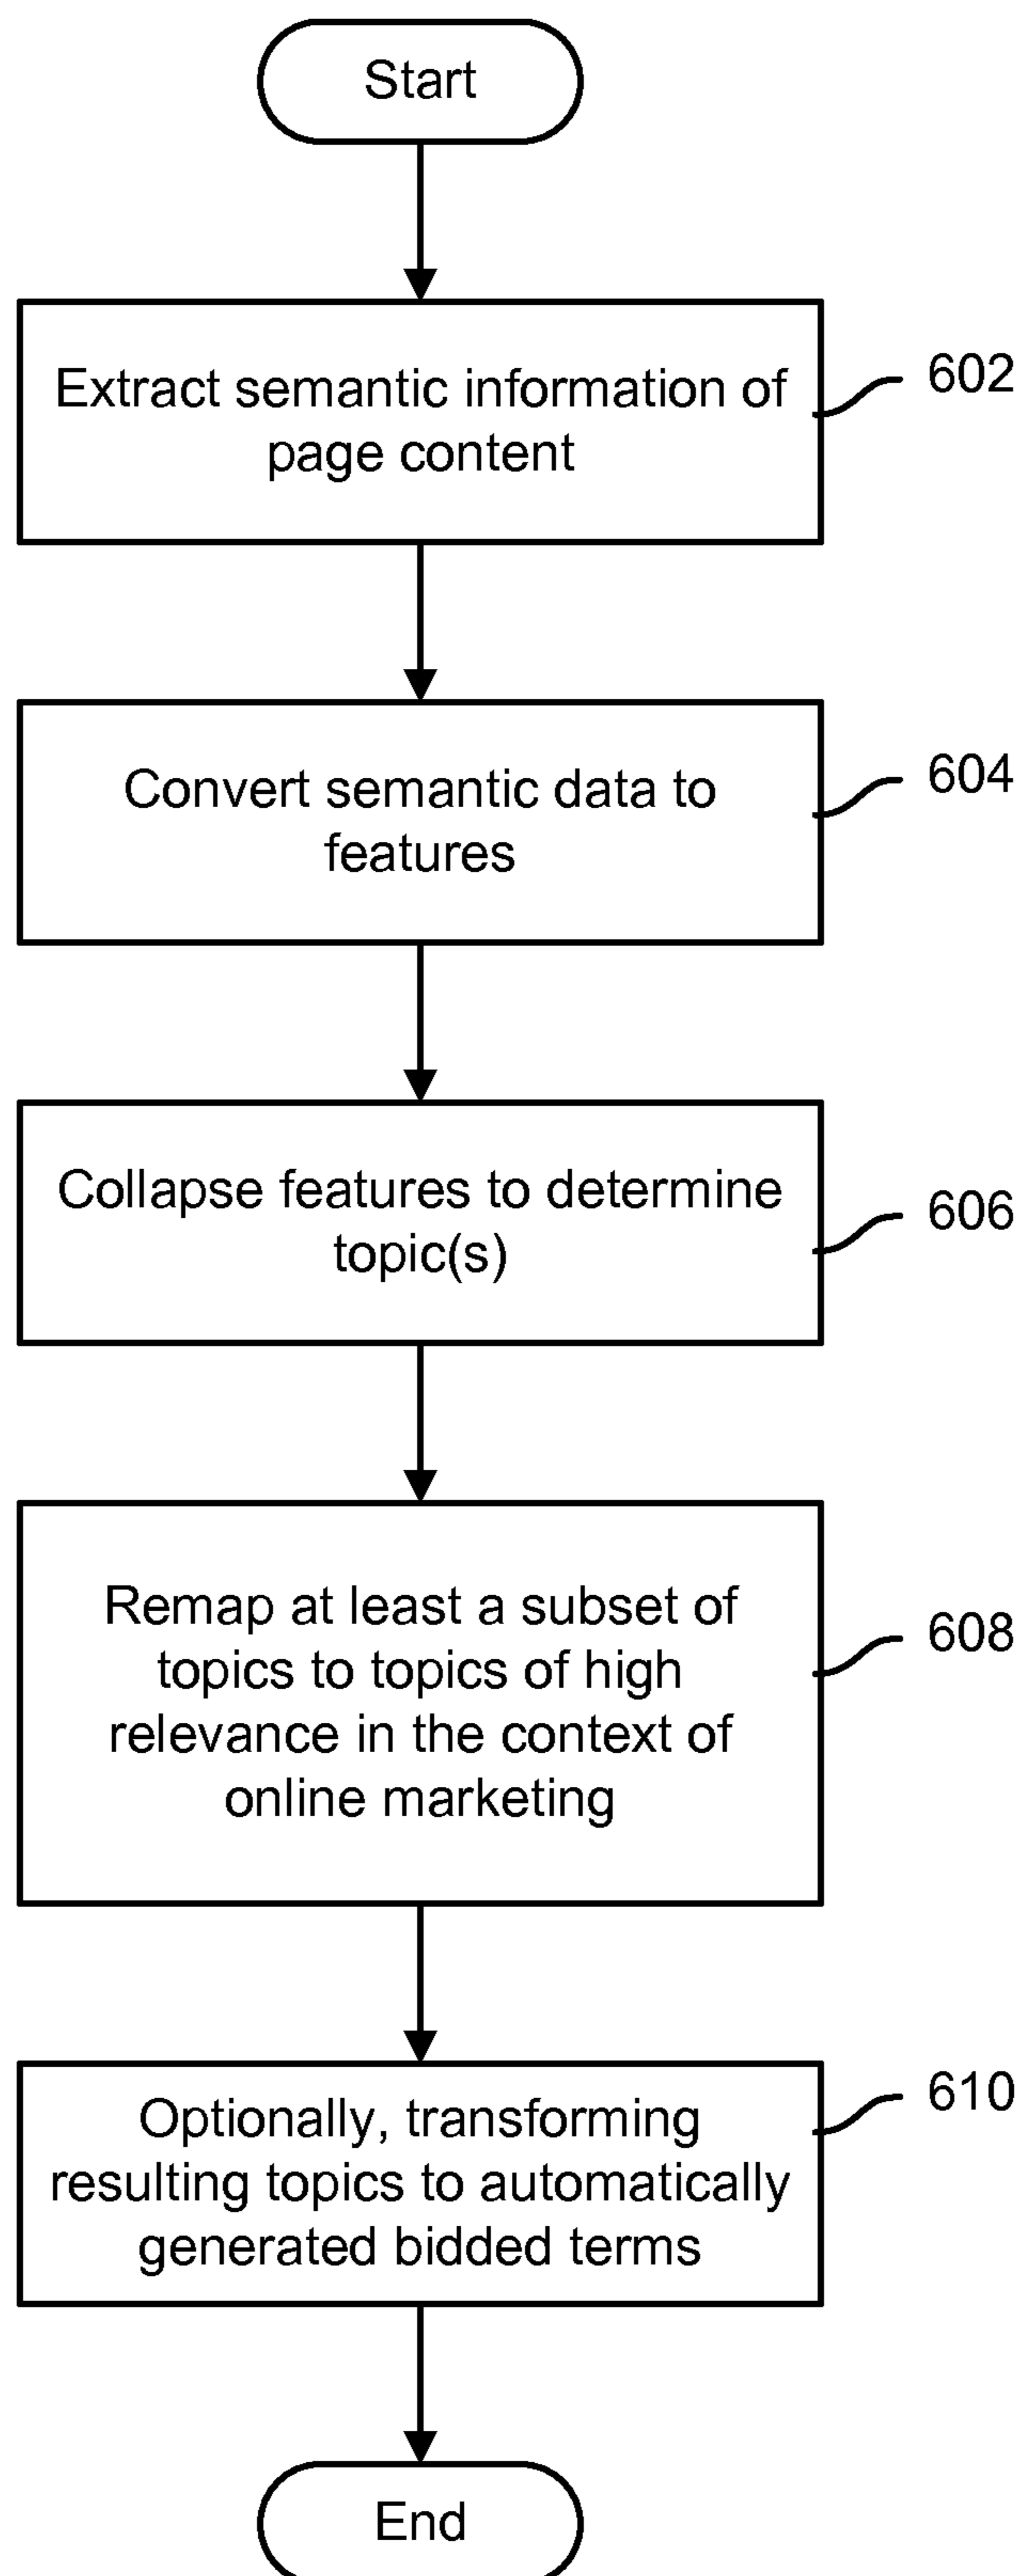 Start
Extract semantic information of
page content
602
Convert semantic data to
features
604
Collapse features to determine
topic(s)
606
Remap at least a subset of
topics to topics of high
relevance in the context of
online marketing
608
Optionally, transforming
resulting topics to automatically
generated bidded terms
610
End